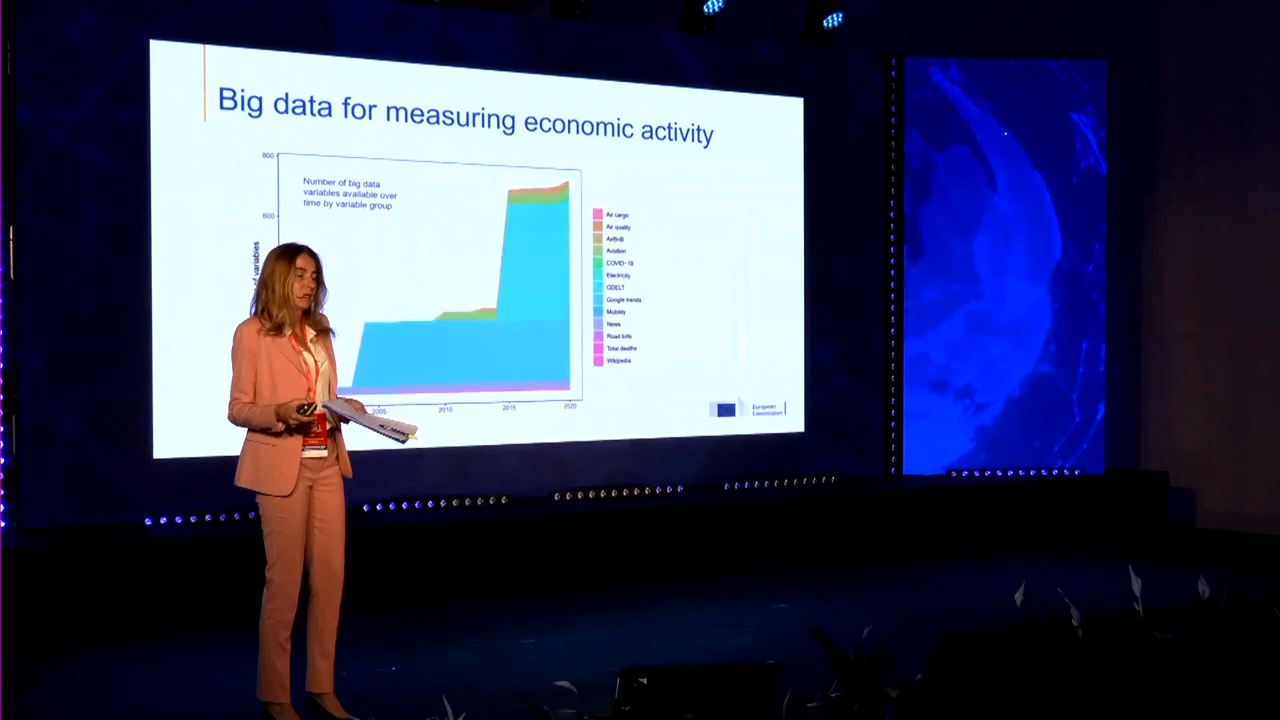 Big data for measuring economic activity
800
Number of big data
variables available over
time by variable group
600
of variables
Air cargo
Air quality
AirBnB
Aviation
COVID-19
Electricity
GDELT
Google trends
Mobility
News
Road tolls
Total deaths
Wikipedia
2005
2010
2015
2020
European
Commission